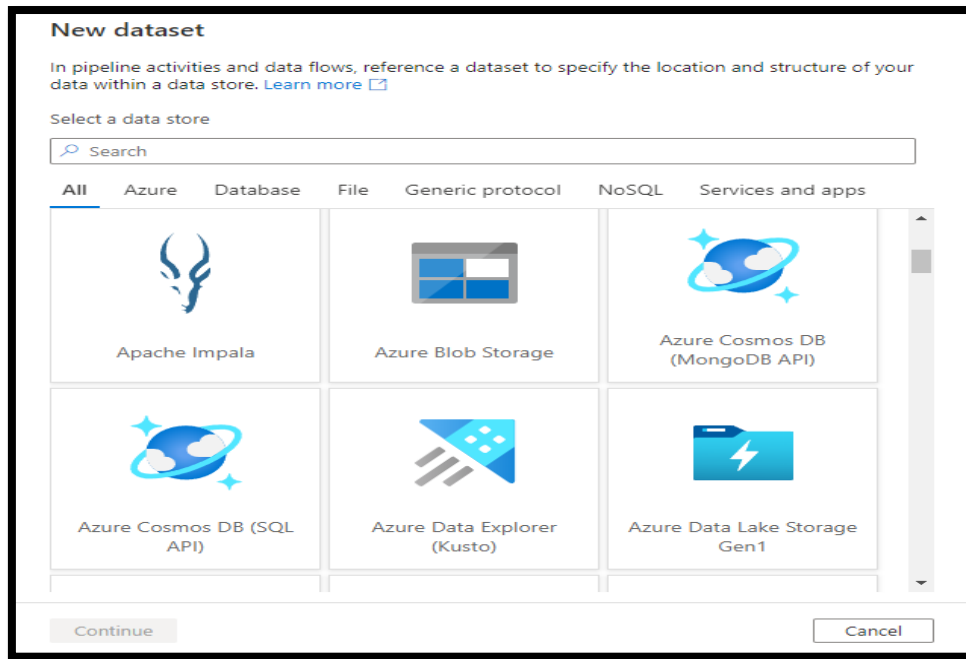 New dataset
In pipeline activities and data flows, reference a dataset to specify the location and structure of your
data within a data store. Learn more
Select a data store
Search
All Azure Database File Generic protocol NoSQL Services and apps
Apache Impala
Azure Blob Storage
Azure Cosmos DB
(MongoDB API)
Azure Cosmos DB (SQL
API)
Azure Data Explorer
(Kusto)
Azure Data Lake Storage
Gen1
Continue
Cancel